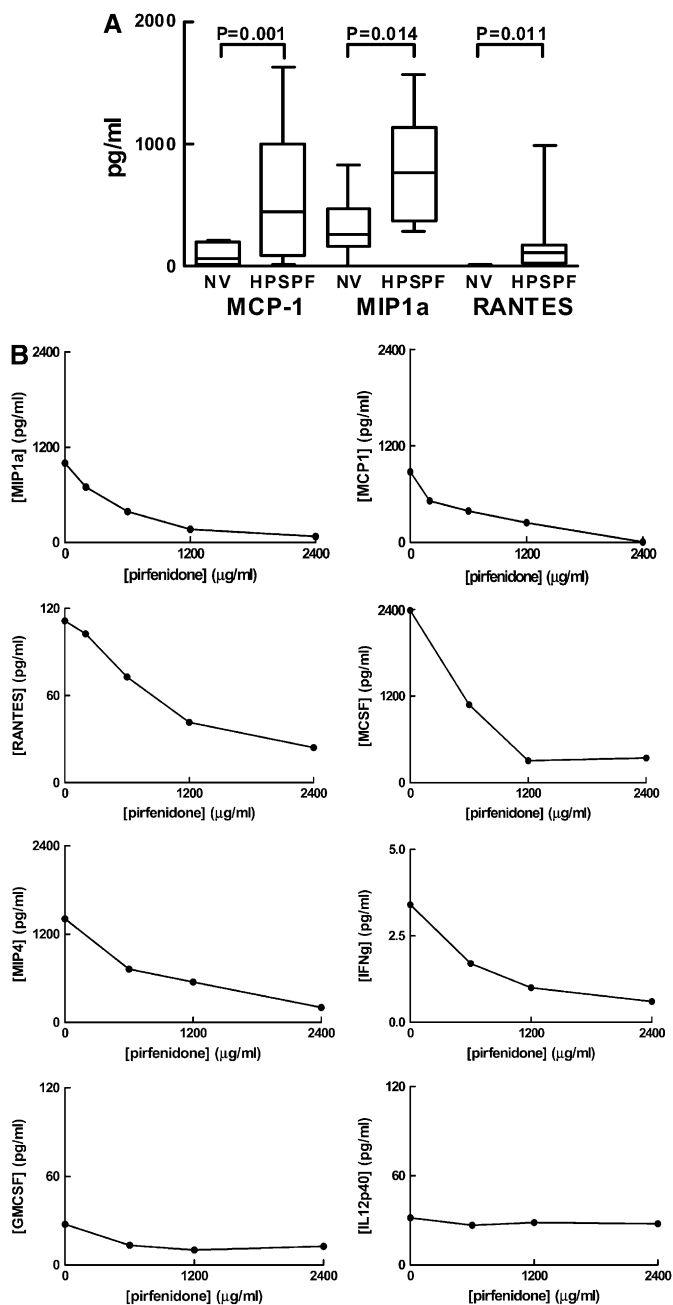 A
2000
P=0.001
P=0.014
P=0.011
pg/ml
1000
0
NV HPSPF NV HPSPF NV HPSPF
MCP-1 MIP1a RANTES
B
2400
1200
0
[MIP1a] (pg/ml)
0 1200 2400
[pirfenidone] (μg/ml)
2400
1200
0
[MCP1] (pg/ml)
0 1200 2400
[pirfenidone] (μg/ml)
120
60
0
[RANTES] (pg/ml)
0 1200 2400
[pirfenidone] (μg/ml)
2400
1200
0
[MCSF] (pg/ml)
0 1200 2400
[pirfenidone] (μg/ml)
2400
1200
0
[MIP4] (pg/ml)
0 1200 2400
[pirfenidone] (μg/ml)
5.0
2.5
0.0
[IFNg] (pg/ml)
0 1200 2400
[pirfenidone] (μg/ml)
120
60
0
[GMCSF] (pg/ml)
0 1200 2400
[pirfenidone] (μg/ml)
120
60
0
[IL12p40] (pg/ml)
0 1200 2400
[pirfenidone] (μg/ml)